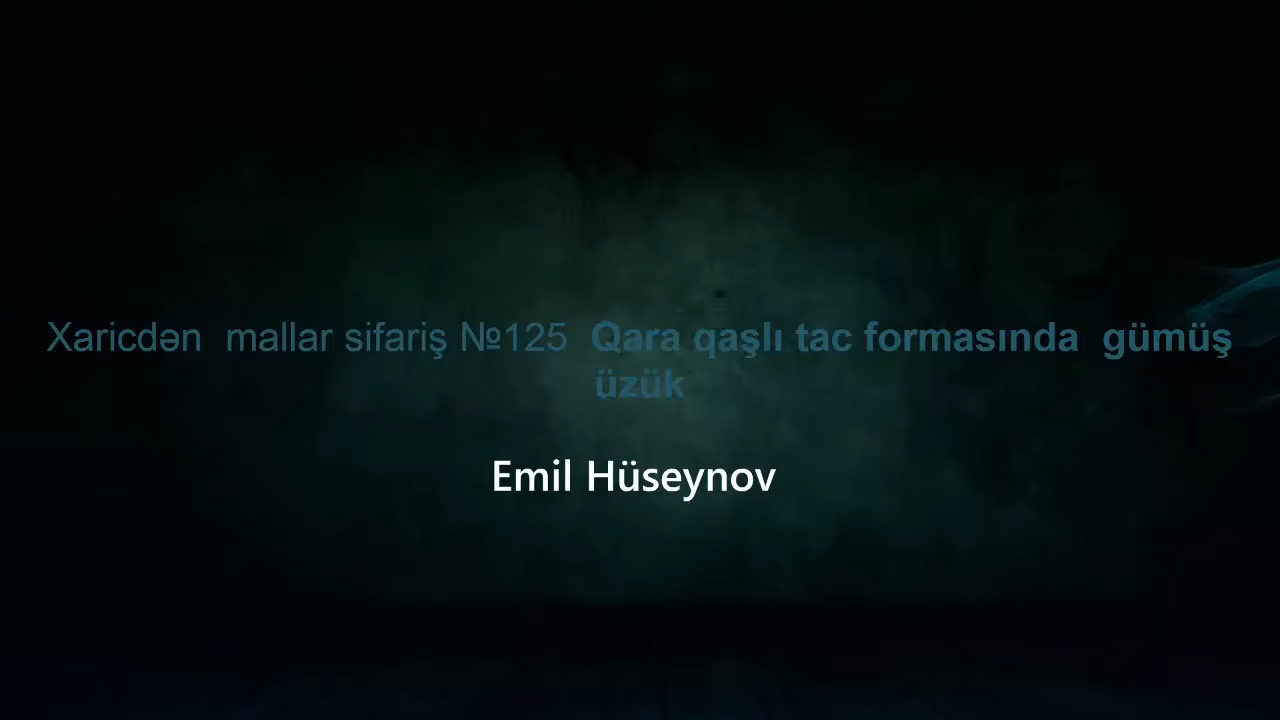 Xaricdən  mallar sifariş №125  Qara qaşlı tac formasında  gümüş
üzük
Emil Hüseynov